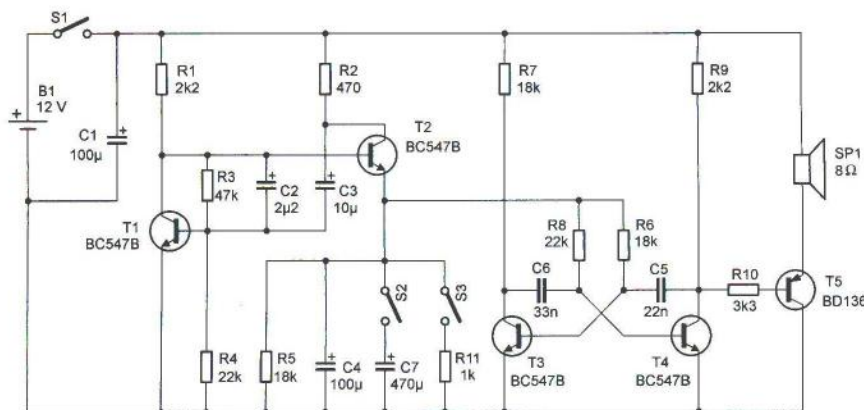 S1
B1
12 V
+
C1
100µ
+
R1
2k2
R2
470
T2
BC547B
R3
47k
C2
2µ2
+
C3
10µ
+
T1
BC547B
R4
22k
R5
18k
C4
100µ
+
S2
C7
470µ
+
S3
R11
1k
R7
18k
R8
22k
R6
18k
C6
33n
C5
22n
T3
BC547B
T4
BC547B
R9
2k2
R10
3k3
SP1
8Ω
T5
BD136